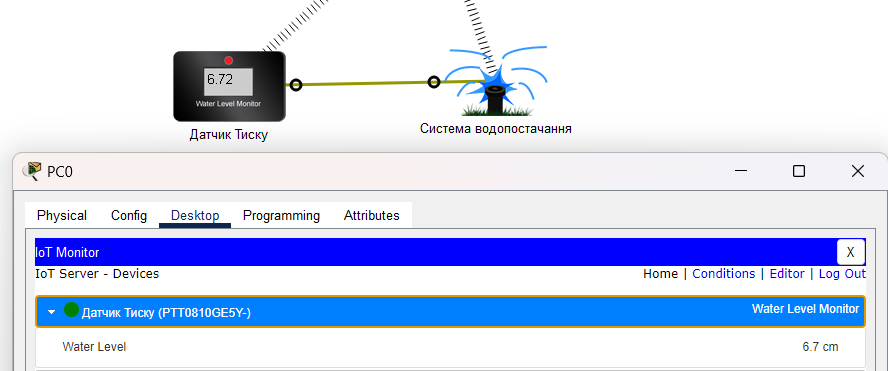 6.72
Water Level Monitor
Датчик Тиску
Система водопостачання
PC0
Physical Config Desktop Programming Attributes
IoT Monitor X
IoT Server - Devices Home | Conditions | Editor | Log Out
Датчик Тиску (PTT0810GE5Y-) Water Level Monitor
Water Level 6.7 cm